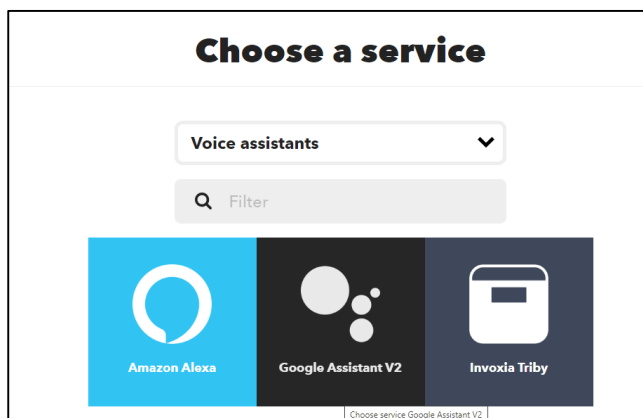 Choose a service
Voice assistants
Filter
Amazon Alexa
Google Assistant V2
Invoxia Triby
Choose service Google Assistant V2